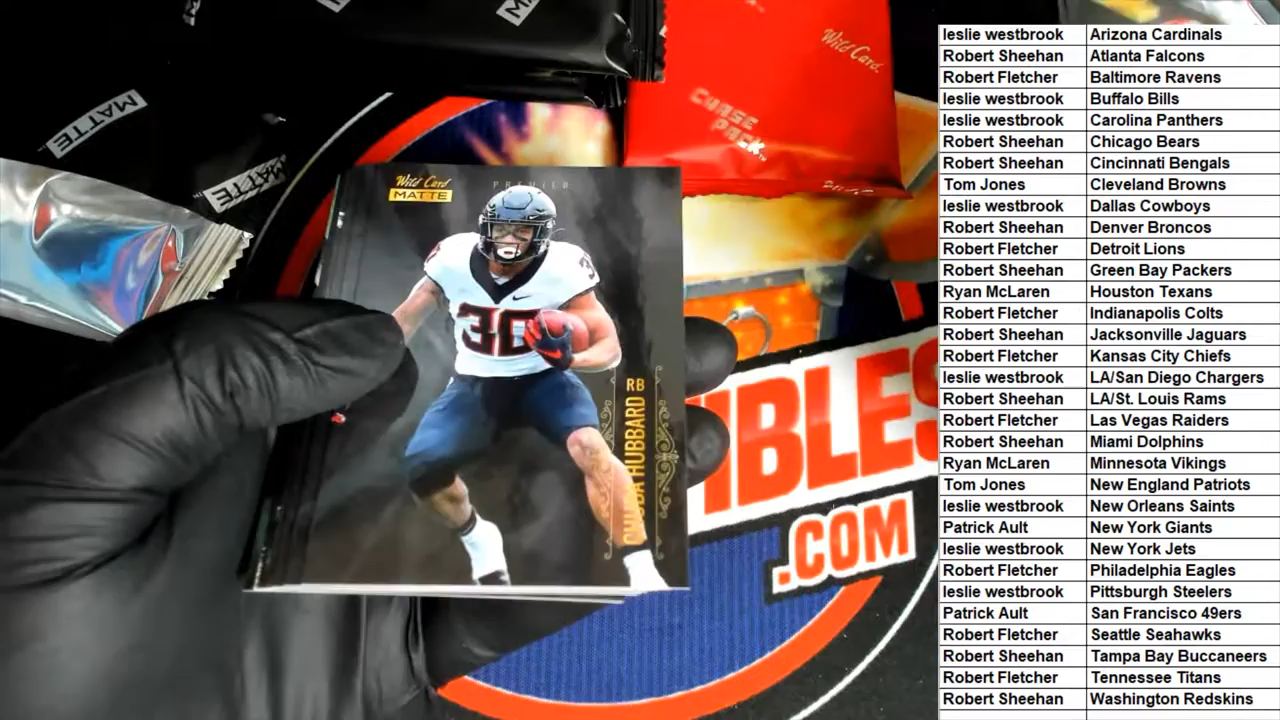 MATTE
MATTE
Wild Card
CHASE
PACK
Wild Card
MATTE
PREMIER
30
RB
CHUBA HUBBARD
IBLES
.COM
leslie westbrook Arizona Cardinals
Robert Sheehan Atlanta Falcons
Robert Fletcher Baltimore Ravens
leslie westbrook Buffalo Bills
leslie westbrook Carolina Panthers
Robert Sheehan Chicago Bears
Robert Sheehan Cincinnati Bengals
Tom Jones Cleveland Browns
leslie westbrook Dallas Cowboys
Robert Sheehan Denver Broncos
Robert Fletcher Detroit Lions
Robert Sheehan Green Bay Packers
Ryan McLaren Houston Texans
Robert Fletcher Indianapolis Colts
Robert Sheehan Jacksonville Jaguars
Robert Fletcher Kansas City Chiefs
leslie westbrook LA/San Diego Chargers
Robert Sheehan LA/St. Louis Rams
Robert Fletcher Las Vegas Raiders
Robert Sheehan Miami Dolphins
Ryan McLaren Minnesota Vikings
Tom Jones New England Patriots
leslie westbrook New Orleans Saints
Patrick Ault New York Giants
leslie westbrook New York Jets
Robert Fletcher Philadelphia Eagles
leslie westbrook Pittsburgh Steelers
Patrick Ault San Francisco 49ers
Robert Fletcher Seattle Seahawks
Robert Sheehan Tampa Bay Buccaneers
Robert Fletcher Tennessee Titans
Robert Sheehan Washington Redskins